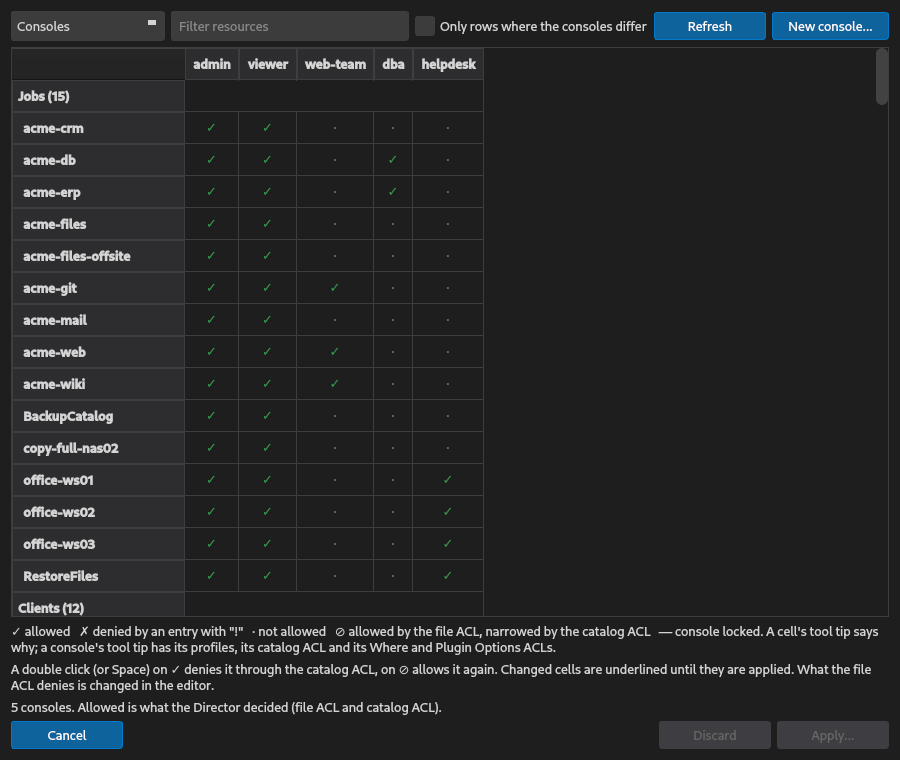 Consoles Filter resources Only rows where the consoles differ Refresh New console...
admin viewer web-team dba helpdesk
Jobs (15)
acme-crm ✓ ✓ · · ·
acme-db ✓ ✓ · ✓ ·
acme-erp ✓ ✓ · ✓ ·
acme-files ✓ ✓ · · ·
acme-files-offsite ✓ ✓ · · ·
acme-git ✓ ✓ ✓ · ·
acme-mail ✓ ✓ · · ·
acme-web ✓ ✓ ✓ · ·
acme-wiki ✓ ✓ ✓ · ·
BackupCatalog ✓ ✓ · · ·
copy-full-nas02 ✓ ✓ · · ·
office-ws01 ✓ ✓ · · ✓
office-ws02 ✓ ✓ · · ✓
office-ws03 ✓ ✓ · · ✓
RestoreFiles ✓ ✓ · · ✓
Clients (12)
✓ allowed ✗ denied by an entry with "!" · not allowed ⊘ allowed by the file ACL, narrowed by the catalog ACL — console locked. A cell's tool tip says
why; a console's tool tip has its profiles, its catalog ACL and its Where and Plugin Options ACLs.
A double click (or Space) on ✓ denies it through the catalog ACL, on ⊘ allows it again. Changed cells are underlined until they are applied. What the file
ACL denies is changed in the editor.
5 consoles. Allowed is what the Director decided (file ACL and catalog ACL).
Cancel Discard Apply...